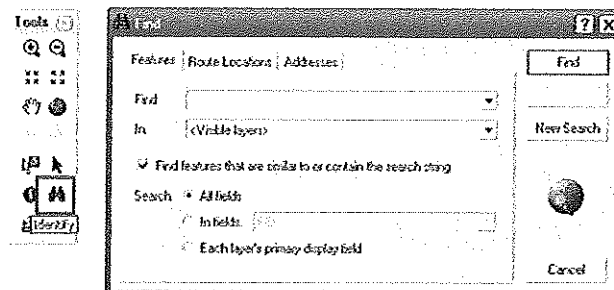 Tools
Identify
Find
Features Route Locations Addresses
Find
In <Visible layers>
Find features that are similar to or contain the search string
Search All fields
In fields
Each layer's primary display field
Find
New Search
Cancel